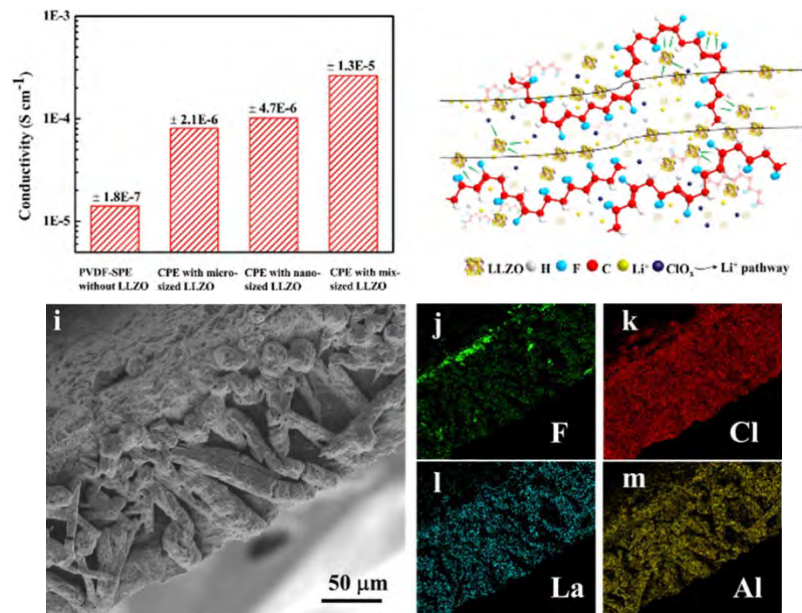 1E-3
± 1.3E-5
1E-4
± 4.7E-6
± 2.1E-6
± 1.8E-7
1E-5
Conductivity (S cm⁻¹)
PVDF-SPE
without LLZO
CPE with micro-
sized LLZO
CPE with nano-
sized LLZO
CPE with mix-
sized LLZO
LLZO H F C Li⁺ ClOₓ Li⁺ pathway
i
50 μm
j
F
k
Cl
l
La
m
Al